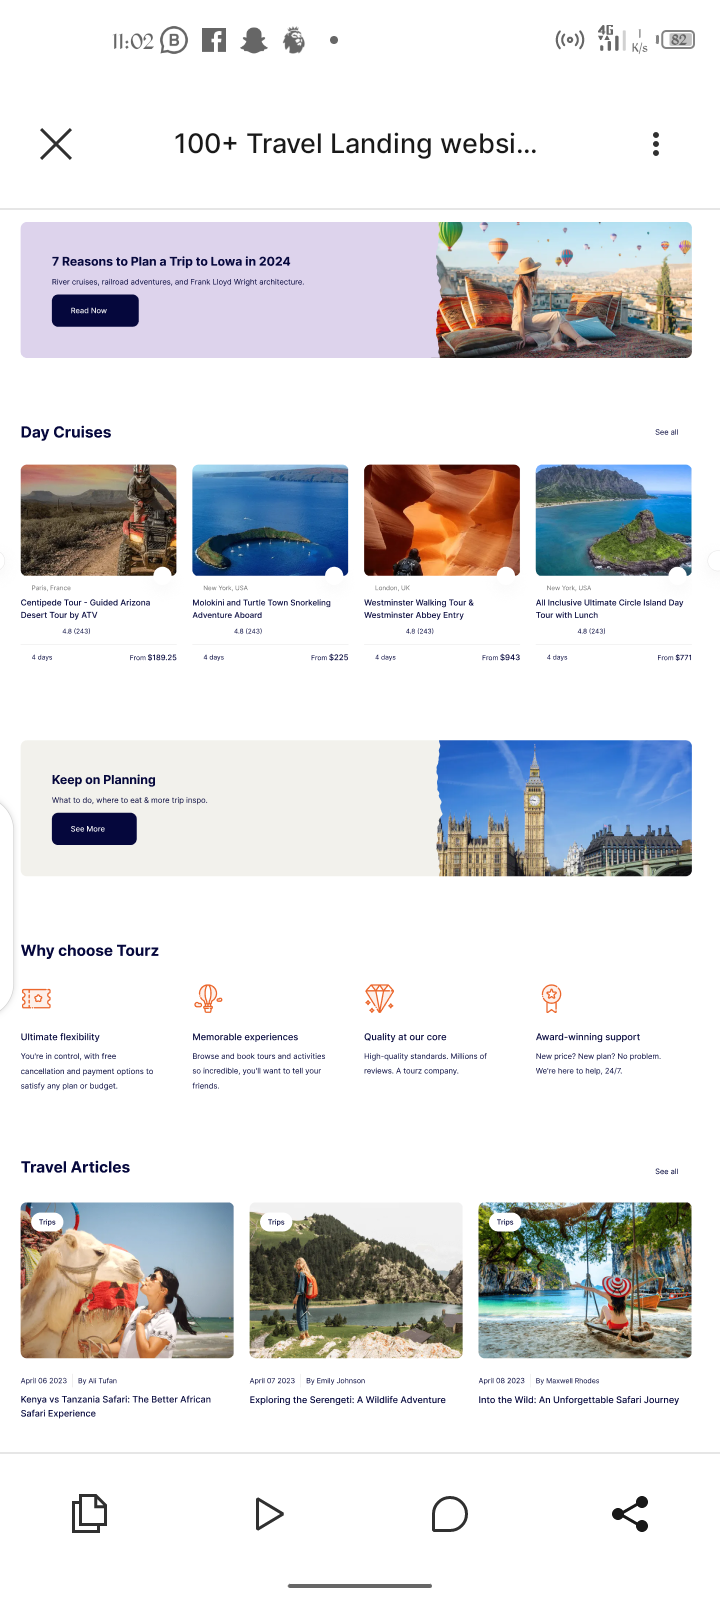 11:02
4G
K/s
82
100+ Travel Landing websi...
7 Reasons to Plan a Trip to Lowa in 2024
River cruises, railroad adventures, and Frank Lloyd Wright architecture.
Read Now
Day Cruises
See all
Paris, France
Centipede Tour - Guided Arizona
Desert Tour by ATV
4.8 (243)
4 days
From $189.25
New York, USA
Molokini and Turtle Town Snorkeling
Adventure Aboard
4.8 (243)
4 days
From $225
London, UK
Westminster Walking Tour &
Westminster Abbey Entry
4.8 (243)
4 days
From $943
New York, USA
All Inclusive Ultimate Circle Island Day
Tour with Lunch
4.8 (243)
4 days
From $771
Keep on Planning
What to do, where to eat & more trip inspo.
See More
Why choose Tourz
Ultimate flexibility
You're in control, with free
cancellation and payment options to
satisfy any plan or budget.
Memorable experiences
Browse and book tours and activities
so incredible, you'll want to tell your
friends.
Quality at our core
High-quality standards. Millions of
reviews. A tourz company.
Award-winning support
New price? New plan? No problem.
We're here to help, 24/7.
Travel Articles
See all
Trips
April 06 2023
By Ali Tufan
Kenya vs Tanzania Safari: The Better African
Safari Experience
Trips
April 07 2023
By Emily Johnson
Exploring the Serengeti: A Wildlife Adventure
Trips
April 08 2023
By Maxwell Rhodes
Into the Wild: An Unforgettable Safari Journey